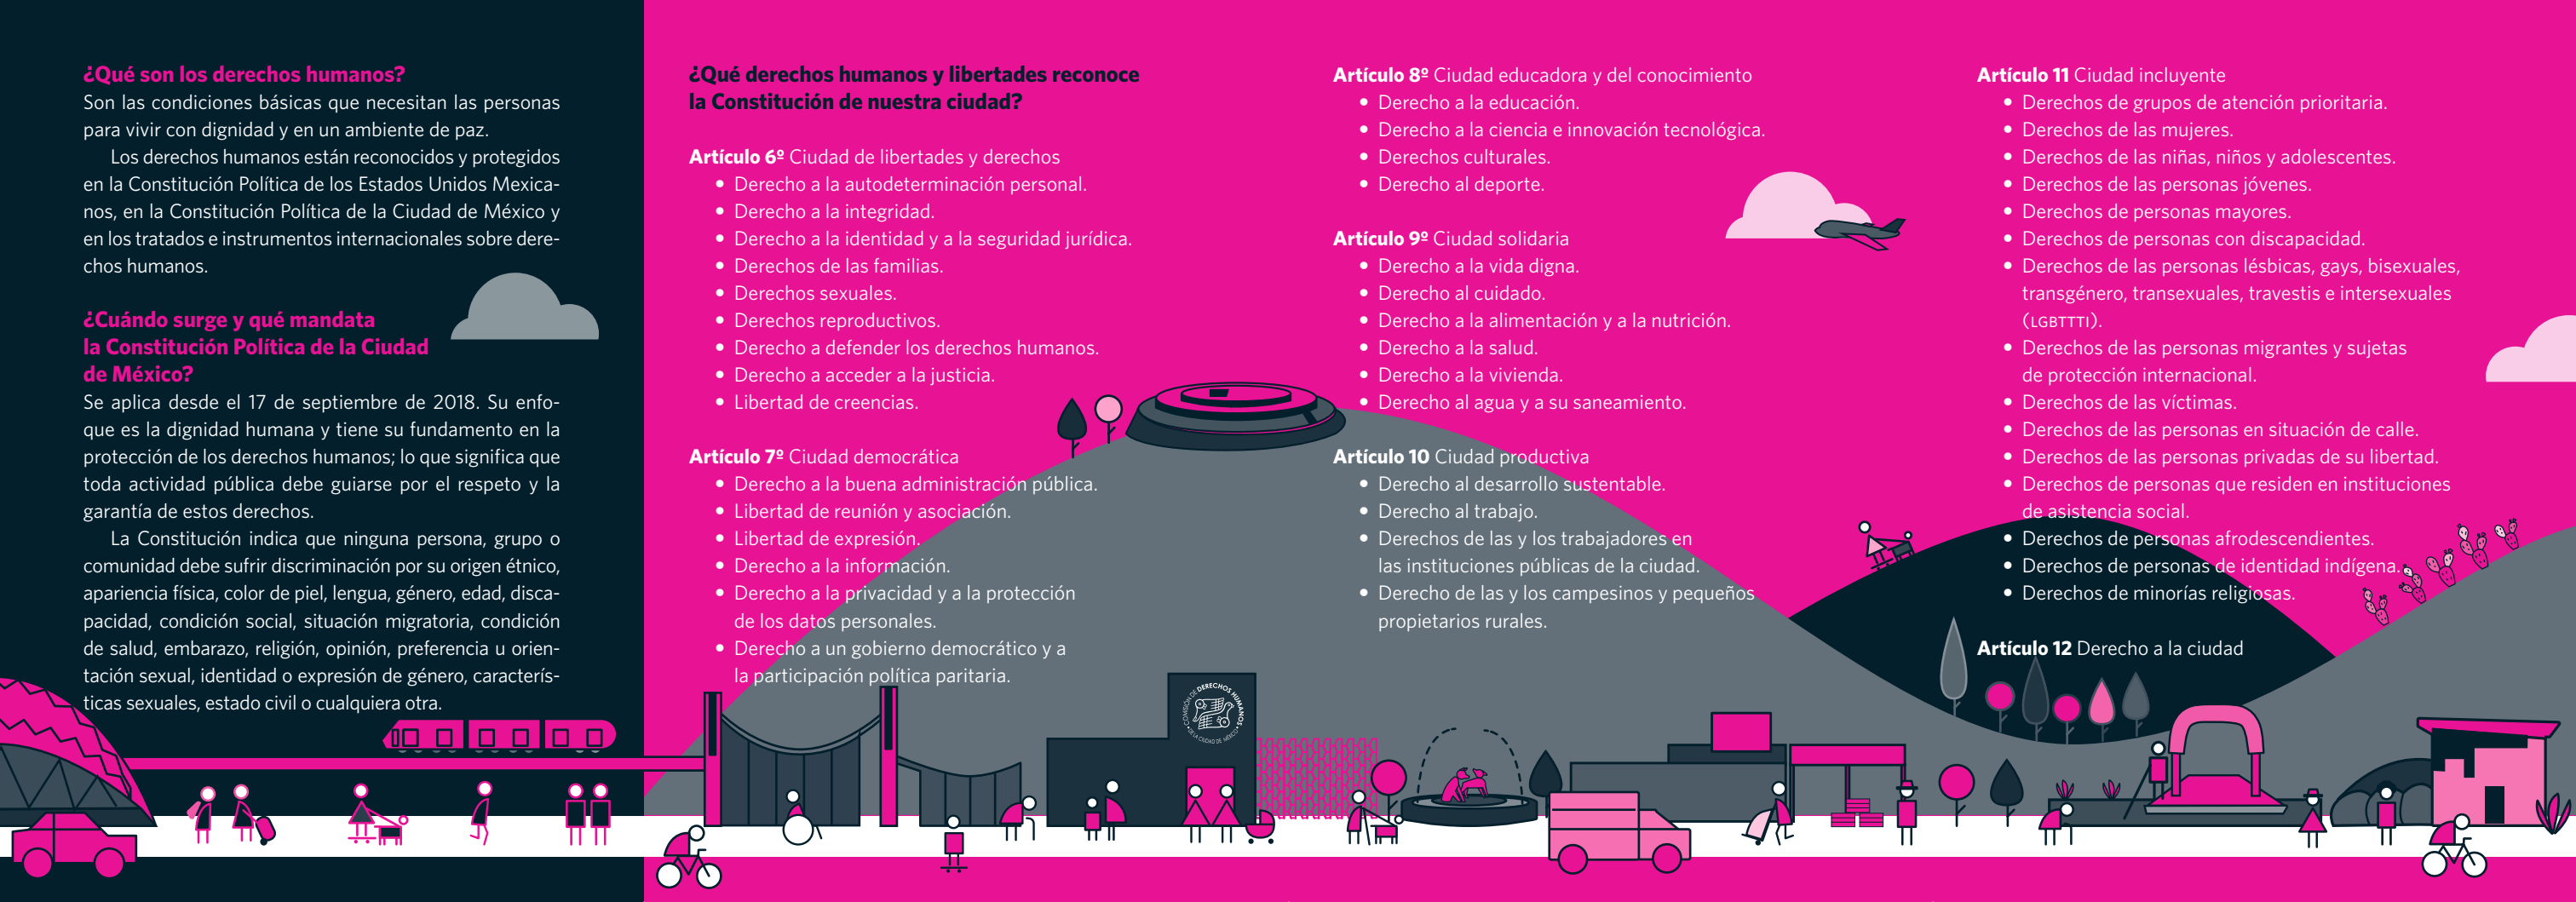 ¿Qué son los derechos humanos?
Son las condiciones básicas que necesitan las personas
para vivir con dignidad y en un ambiente de paz.
Los derechos humanos están reconocidos y protegidos
en la Constitución Política de los Estados Unidos Mexica-
nos, en la Constitución Política de la Ciudad de México y
en los tratados e instrumentos internacionales sobre dere-
chos humanos.
¿Cuándo surge y qué mandata
la Constitución Política de la Ciudad
de México?
Se aplica desde el 17 de septiembre de 2018. Su enfo-
que es la dignidad humana y tiene su fundamento en la
protección de los derechos humanos; lo que significa que
toda actividad pública debe guiarse por el respeto y la
garantía de estos derechos.
La Constitución indica que ninguna persona, grupo o
comunidad debe sufrir discriminación por su origen étnico,
apariencia física, color de piel, lengua, género, edad, disca-
pacidad, condición social, situación migratoria, condición
de salud, embarazo, religión, opinión, preferencia u orien-
tación sexual, identidad o expresión de género, caracterís-
ticas sexuales, estado civil o cualquiera otra.
¿Qué derechos humanos y libertades reconoce
la Constitución de nuestra ciudad?
Artículo 6º Ciudad de libertades y derechos
• Derecho a la autodeterminación personal.
• Derecho a la integridad.
• Derecho a la identidad y a la seguridad jurídica.
• Derechos de las familias.
• Derechos sexuales.
• Derechos reproductivos.
• Derecho a defender los derechos humanos.
• Derecho a acceder a la justicia.
• Libertad de creencias.
Artículo 7º Ciudad democrática
• Derecho a la buena administración pública.
• Libertad de reunión y asociación.
• Libertad de expresión.
• Derecho a la información.
• Derecho a la privacidad y a la protección
de los datos personales.
• Derecho a un gobierno democrático y a
la participación política paritaria.
COMISIÓN DE DERECHOS HUMANOS
DE LA CIUDAD DE MÉXICO
Artículo 8º Ciudad educadora y del conocimiento
• Derecho a la educación.
• Derecho a la ciencia e innovación tecnológica.
• Derechos culturales.
• Derecho al deporte.
Artículo 9º Ciudad solidaria
• Derecho a la vida digna.
• Derecho al cuidado.
• Derecho a la alimentación y a la nutrición.
• Derecho a la salud.
• Derecho a la vivienda.
• Derecho al agua y a su saneamiento.
Artículo 10 Ciudad productiva
• Derecho al desarrollo sustentable.
• Derecho al trabajo.
• Derechos de las y los trabajadores en
las instituciones públicas de la ciudad.
• Derecho de las y los campesinos y pequeños
propietarios rurales.
Artículo 11 Ciudad incluyente
• Derechos de grupos de atención prioritaria.
• Derechos de las mujeres.
• Derechos de las niñas, niños y adolescentes.
• Derechos de las personas jóvenes.
• Derechos de personas mayores.
• Derechos de personas con discapacidad.
• Derechos de las personas lésbicas, gays, bisexuales,
transgénero, transexuales, travestis e intersexuales
(LGBTTTI).
• Derechos de las personas migrantes y sujetas
de protección internacional.
• Derechos de las víctimas.
• Derechos de las personas en situación de calle.
• Derechos de las personas privadas de su libertad.
• Derechos de personas que residen en instituciones
de asistencia social.
• Derechos de personas afrodescendientes.
• Derechos de personas de identidad indígena.
• Derechos de minorías religiosas.
Artículo 12 Derecho a la ciudad